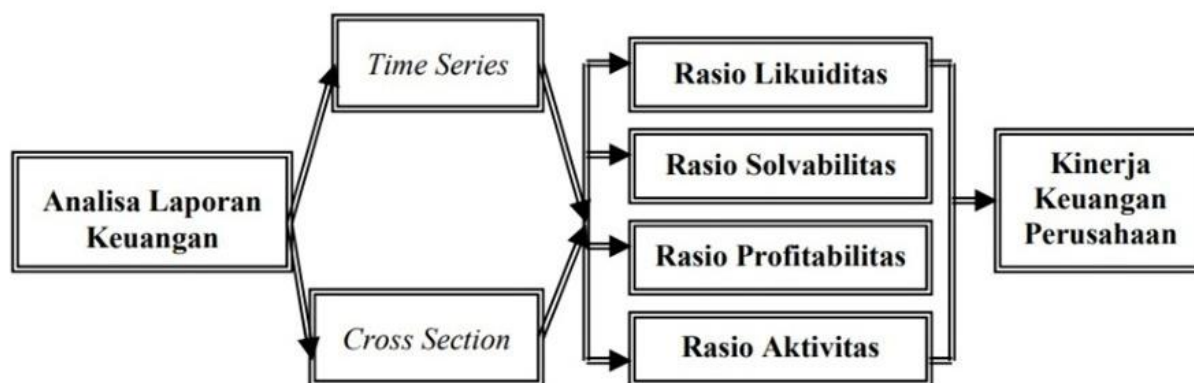 Analisa Laporan
Keuangan
Time Series
Cross Section
Rasio Likuiditas
Rasio Solvabilitas
Rasio Profitabilitas
Rasio Aktivitas
Kinerja
Keuangan
Perusahaan